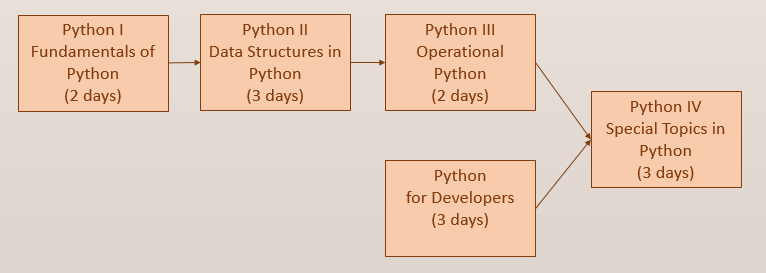 Python I
Fundamentals of
Python
(2 days)
Python II
Data Structures in
Python
(3 days)
Python III
Operational
Python
(2 days)
Python
for Developers
(3 days)
Python IV
Special Topics in
Python
(3 days)